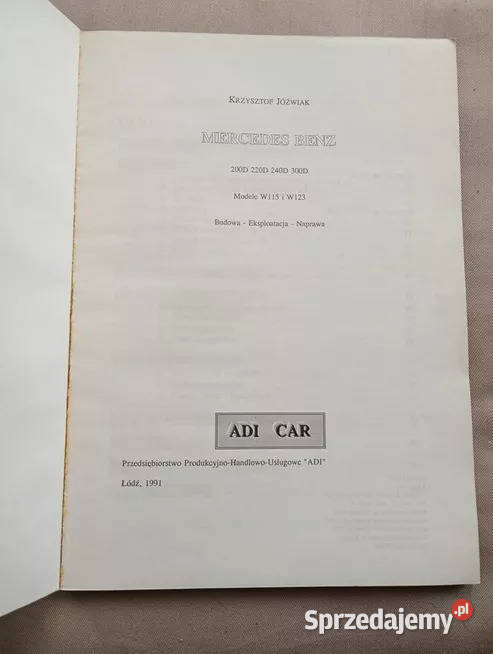 KRZYSZTOF JÓŹWIAK
MERCEDES BENZ
200D 220D 240D 300D
Modele W115 i W123
Budowa - Eksploatacja - Naprawa
ADI CAR
Przedsiębiorstwo Produkcyjno-Handlowo-Usługowe "ADI"
Łódź, 1991
Sprzedajemy.pl